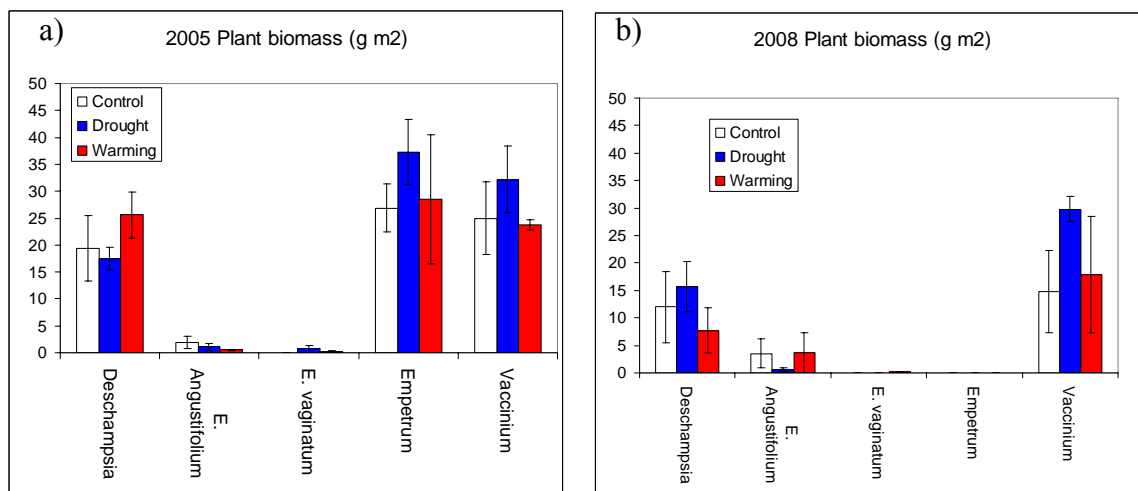 a)
2005 Plant biomass (g m2)
50
45
40
35
30
25
20
15
10
5
0
Control
Drought
Warming
Deschampsia
E.
Angustifolium
E. vaginatum
Empetrum
Vaccinium
b)
2008 Plant biomass (g m2)
50
45
40
35
30
25
20
15
10
5
0
Control
Drought
Warming
Deschampsia
E.
Angustifolium
E. vaginatum
Empetrum
Vaccinium